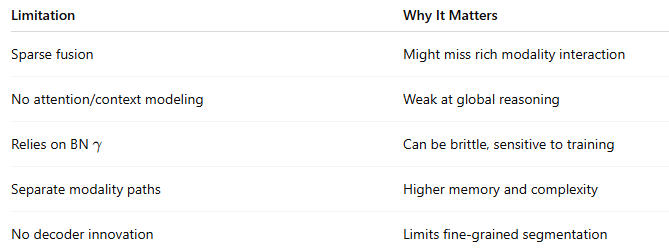 Limitation Why It Matters
Sparse fusion Might miss rich modality interaction
No attention/context modeling Weak at global reasoning
Relies on BN γ Can be brittle, sensitive to training
Separate modality paths Higher memory and complexity
No decoder innovation Limits fine-grained segmentation